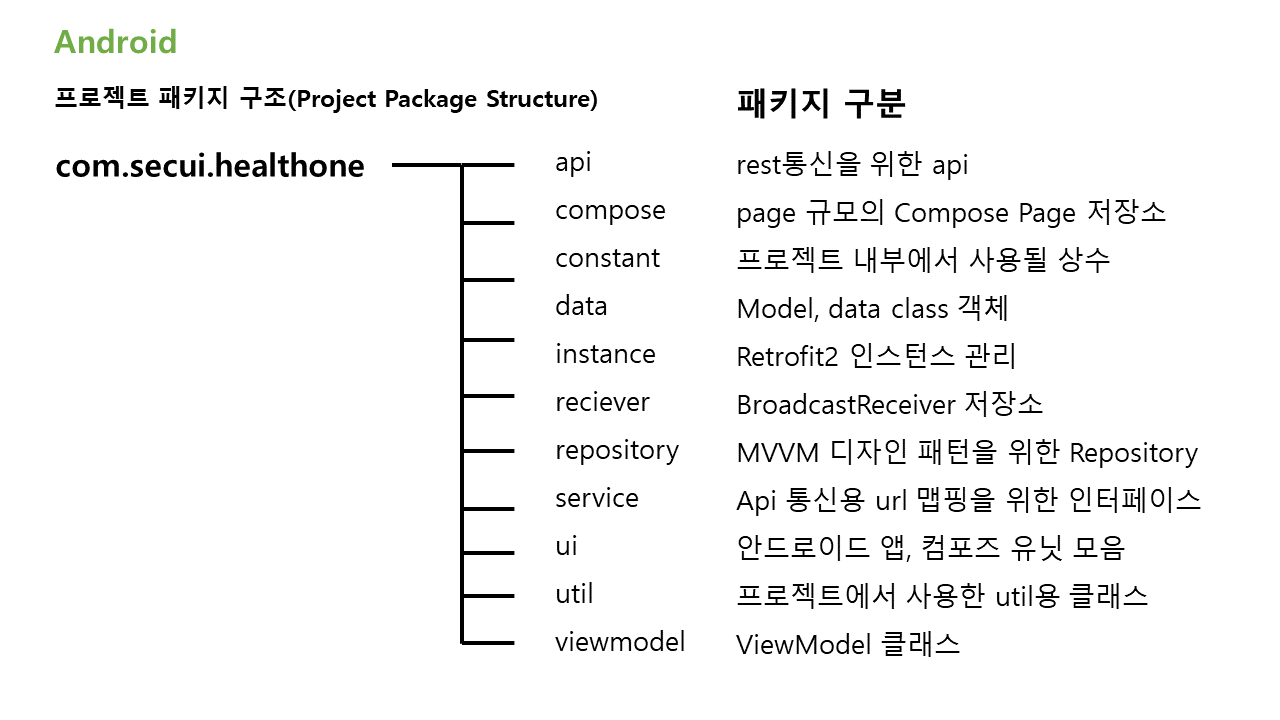 Android
프로젝트 패키지 구조(Project Package Structure)
패키지 구분
com.secui.healthone
api rest통신을 위한 api
compose page 규모의 Compose Page 저장소
constant 프로젝트 내부에서 사용될 상수
data Model, data class 객체
instance Retrofit2 인스턴스 관리
reciever BroadcastReceiver 저장소
repository MVVM 디자인 패턴을 위한 Repository
service Api 통신용 url 맵핑을 위한 인터페이스
ui 안드로이드 앱, 컴포즈 유닛 모음
util 프로젝트에서 사용한 util용 클래스
viewmodel ViewModel 클래스